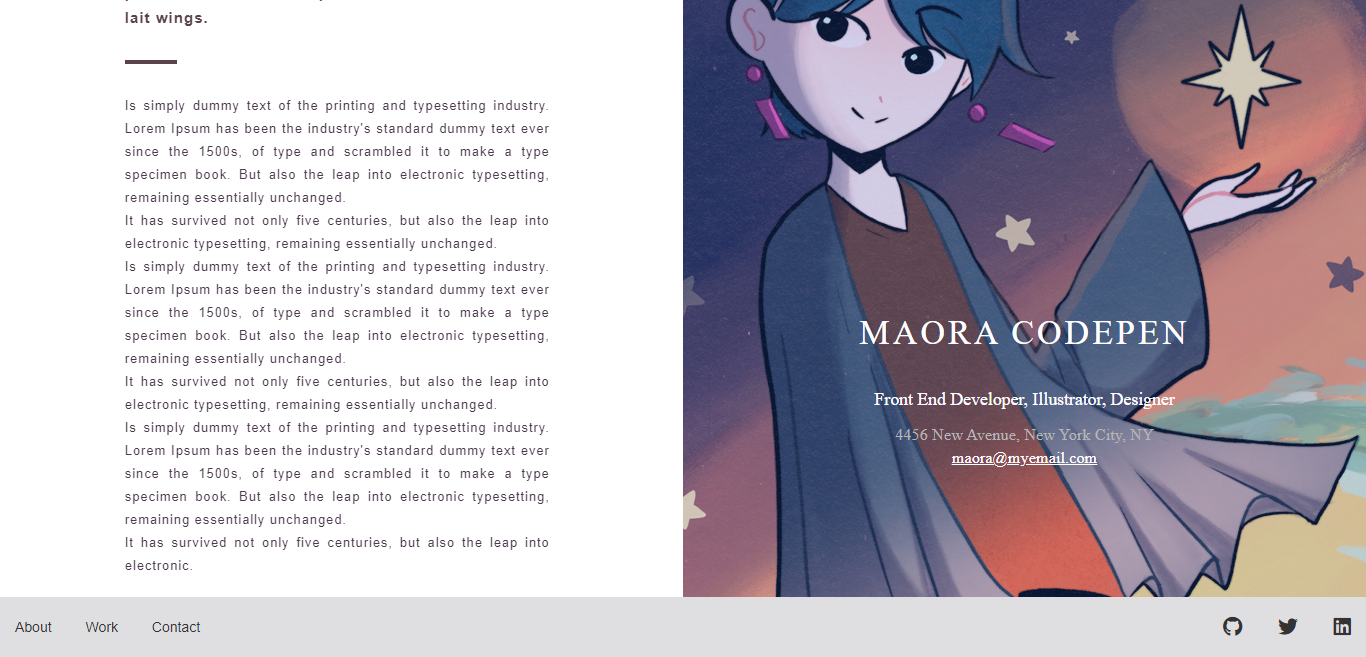 lait wings.
Is simply dummy text of the printing and typesetting industry.
Lorem Ipsum has been the industry's standard dummy text ever
since the 1500s, of type and scrambled it to make a type
specimen book. But also the leap into electronic typesetting,
remaining essentially unchanged.
It has survived not only five centuries, but also the leap into
electronic typesetting, remaining essentially unchanged.
Is simply dummy text of the printing and typesetting industry.
Lorem Ipsum has been the industry's standard dummy text ever
since the 1500s, of type and scrambled it to make a type
specimen book. But also the leap into electronic typesetting,
remaining essentially unchanged.
It has survived not only five centuries, but also the leap into
electronic typesetting, remaining essentially unchanged.
Is simply dummy text of the printing and typesetting industry.
Lorem Ipsum has been the industry's standard dummy text ever
since the 1500s, of type and scrambled it to make a type
specimen book. But also the leap into electronic typesetting,
remaining essentially unchanged.
It has survived not only five centuries, but also the leap into
electronic.
MAORA CODEPEN
Front End Developer, Illustrator, Designer
4456 New Avenue, New York City, NY
maora@myemail.com
About Work Contact